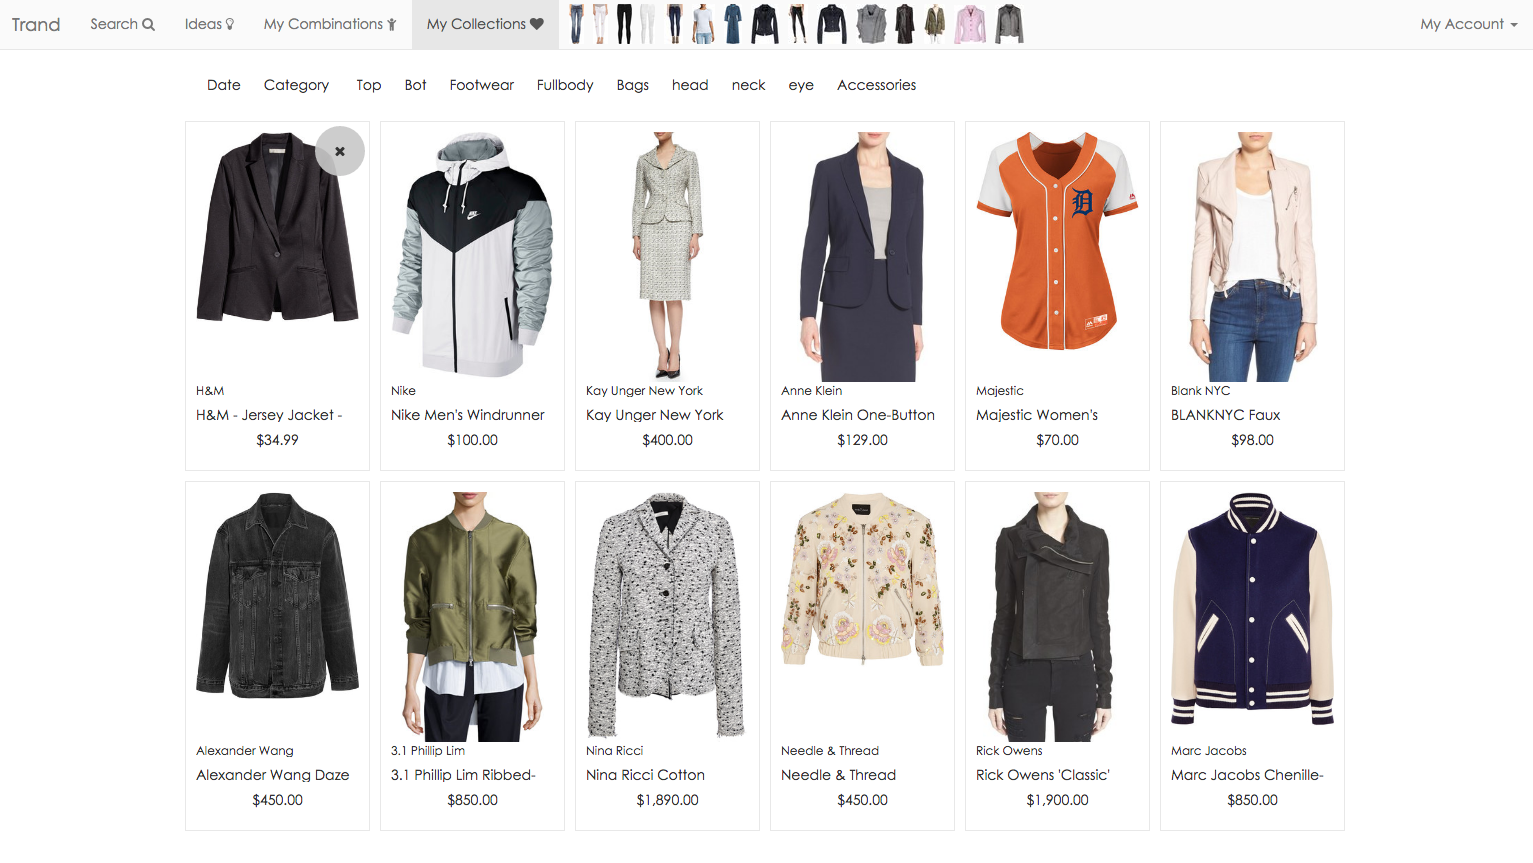 Trand Search Ideas My Combinations My Collections My Account
Date Category Top Bot Footwear Fullbody Bags head neck eye Accessories
H&M
H&M - Jersey Jacket -
$34.99
Nike
Nike Men's Windrunner
$100.00
Kay Unger New York
Kay Unger New York
$400.00
Anne Klein
Anne Klein One-Button
$129.00
D
Majestic
Majestic Women's
$70.00
Blank NYC
BLANKNYC Faux
$98.00
Alexander Wang
Alexander Wang Daze
$450.00
3.1 Phillip Lim
3.1 Phillip Lim Ribbed-
$850.00
Nina Ricci
Nina Ricci Cotton
$1,890.00
Needle & Thread
Needle & Thread
$450.00
Rick Owens
Rick Owens 'Classic'
$1,900.00
Marc Jacobs
Marc Jacobs Chenille-
$850.00